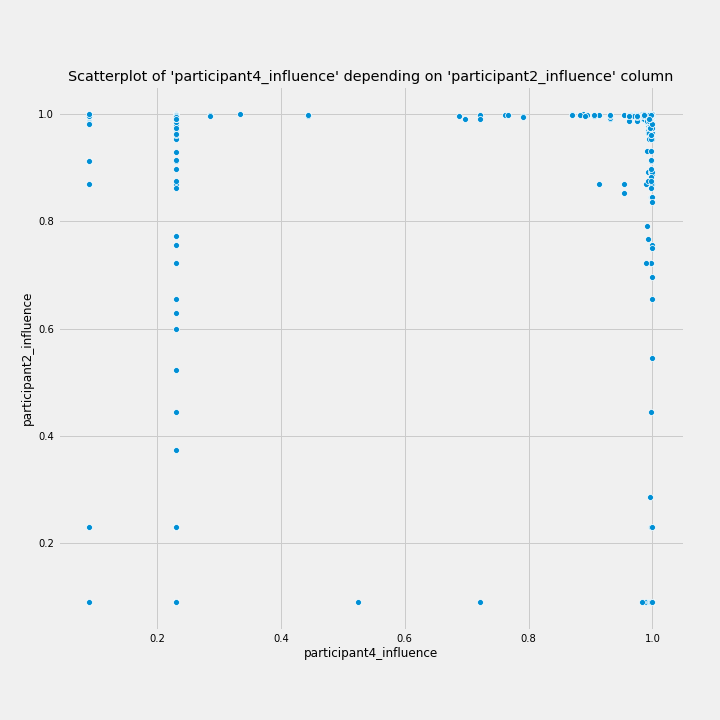 Scatterplot of 'participant4_influence' depending on 'participant2_influence' column
1.0
0.8
0.6
0.4
0.2
participant2_influence
0.2 0.4 0.6 0.8 1.0
participant4_influence